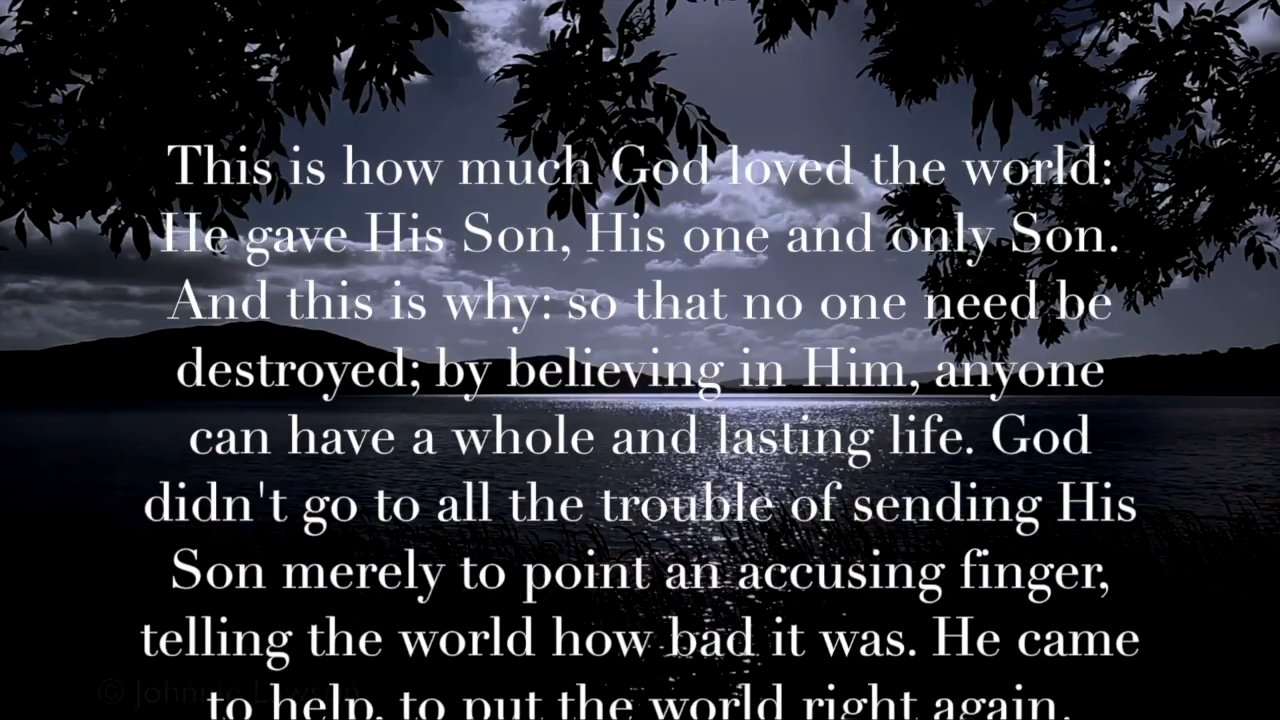 This is how much God loved the world:
He gave His Son, His one and only Son.
And this is why: so that no one need be
destroyed; by believing in Him, anyone
can have a whole and lasting life. God
didn't go to all the trouble of sending His
Son merely to point an accusing finger,
telling the world how bad it was. He came
to help, to put the world right again.
© Johnnie Lawson